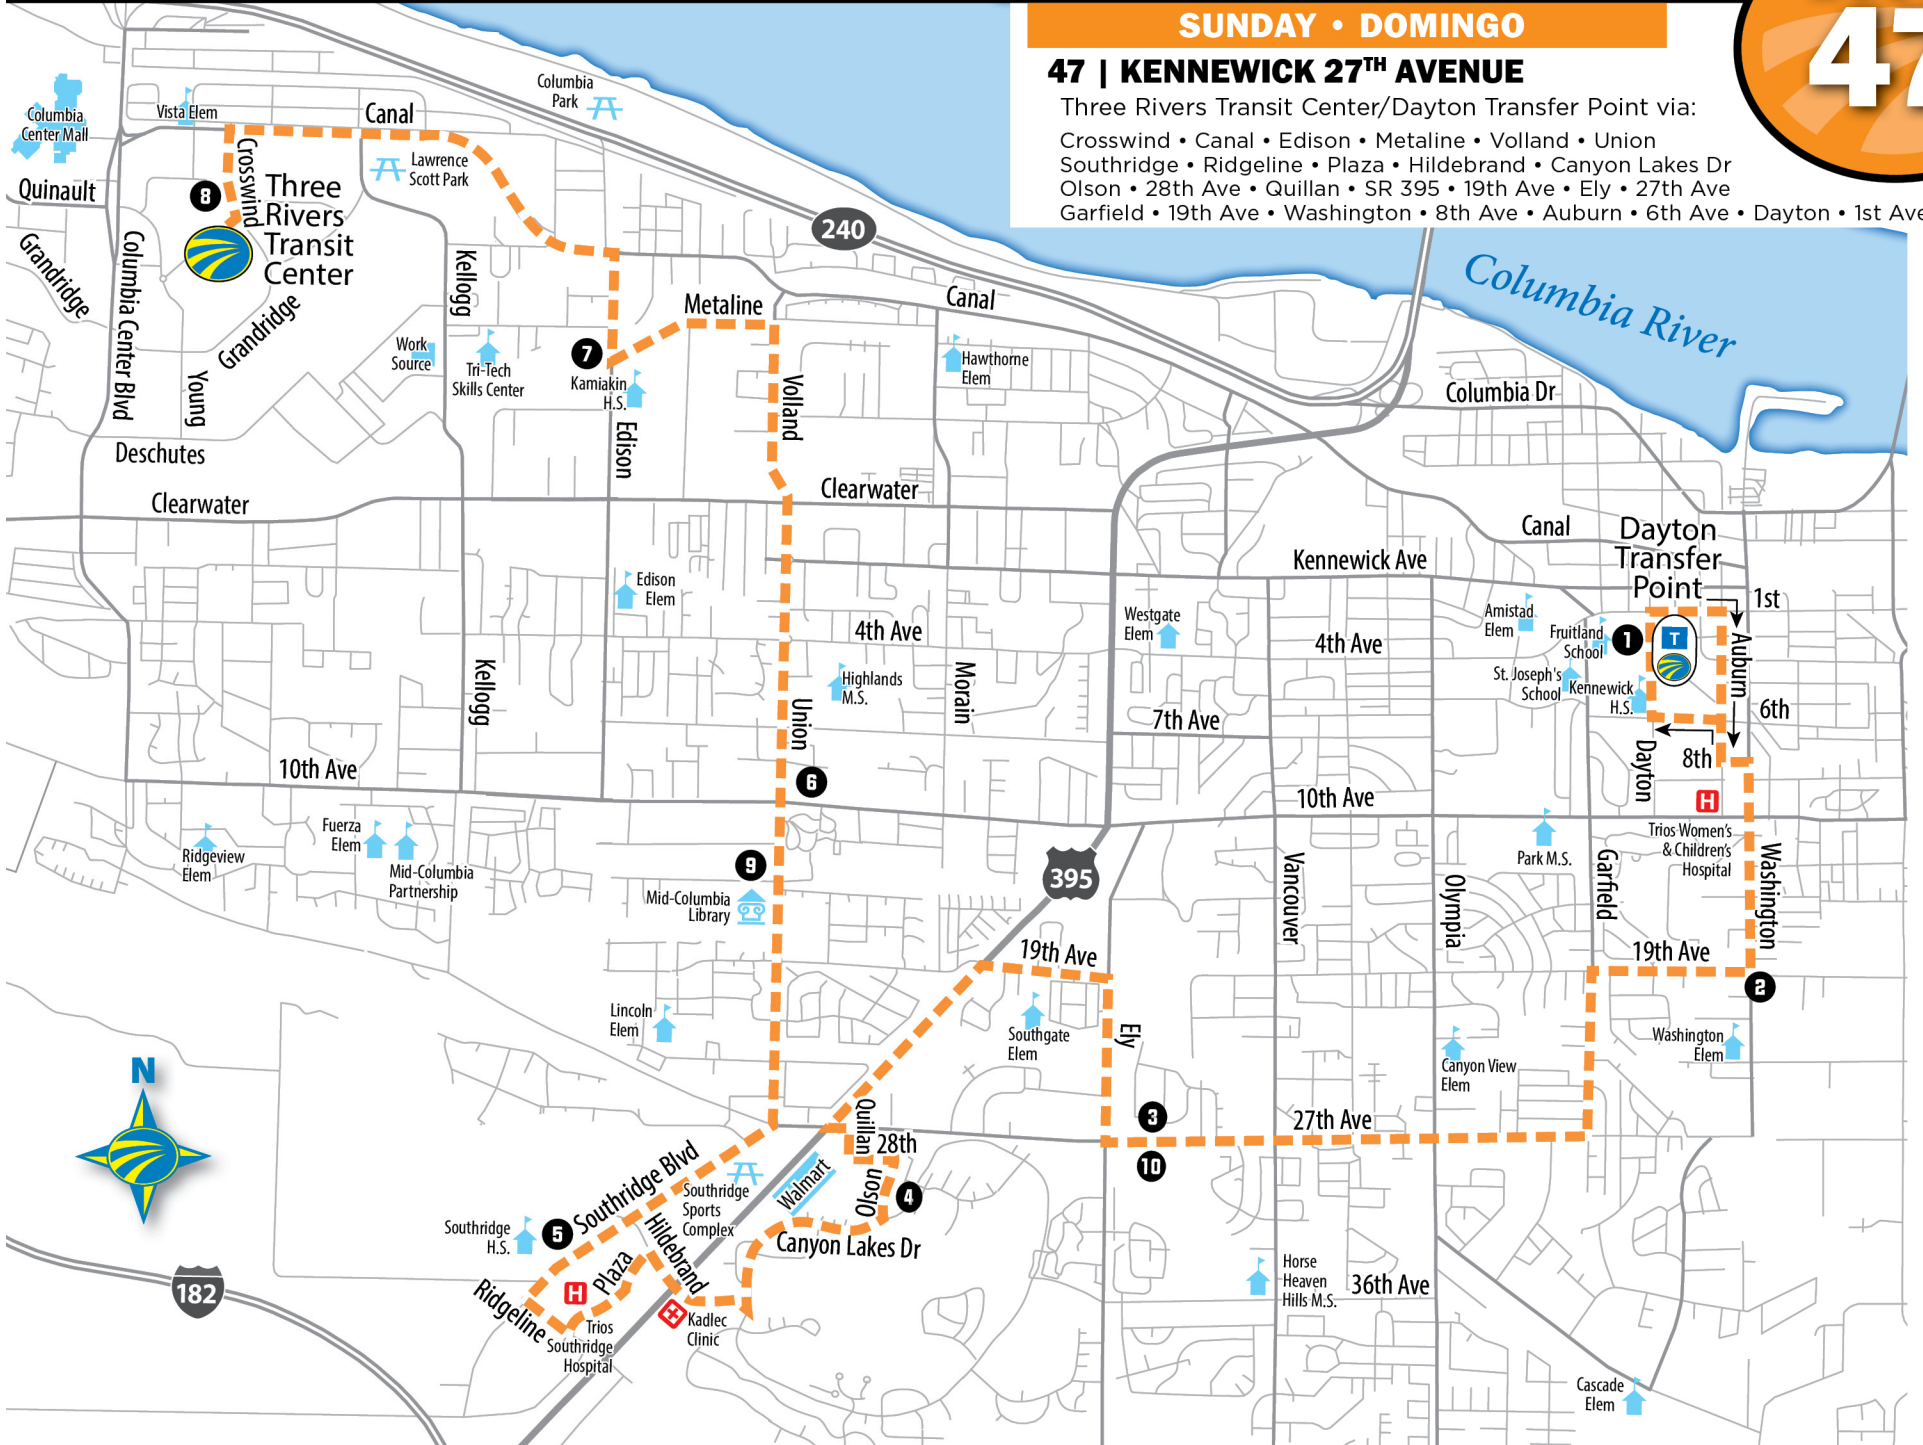 SUNDAY • DOMINGO
47 | KENNEWICK 27TH AVENUE
Three Rivers Transit Center/Dayton Transfer Point via:
Crosswind • Canal • Edison • Metaline • Volland • Union
Southridge • Ridgeline • Plaza • Hildebrand • Canyon Lakes Dr
Olson • 28th Ave • Quillan • SR 395 • 19th Ave • Ely • 27th Ave
Garfield • 19th Ave • Washington • 8th Ave • Auburn • 6th Ave • Dayton • 1st Ave
47
Columbia
Park
Columbia
Center Mall
Vista Elem
Canal
Lawrence
Scott Park
Quinault
Crosswind
8
Three
Rivers
Transit
Center
240
Columbia River
Grandridge
Columbia Center Blvd
Kellogg
Grandridge
Metaline
Canal
Work
Source
Tri-Tech
Skills Center
7
Kamiakin
H.S.
Hawthorne
Elem
Young
Volland
Columbia Dr
Deschutes
Edison
Clearwater
Clearwater
Canal
Dayton
Transfer
Point
Kennewick Ave
Edison
Elem
1st
Westgate
Elem
Amistad
Elem
Fruitland
School
1
T
4th Ave
4th Ave
Auburn
Highlands
M.S.
Kellogg
Morain
St. Joseph's
School
Kennewick
H.S.
Union
7th Ave
6th
Dayton
8th
10th Ave
6
10th Ave
H
Fuerza
Elem
Trios Women's
& Children's
Hospital
Ridgeview
Elem
Mid-Columbia
Partnership
9
395
Park M.S.
Mid-Columbia
Library
Vancouver
Olympia
Garfield
Washington
19th Ave
19th Ave
2
Lincoln
Elem
Southgate
Elem
Ely
Washington
Elem
Canyon View
Elem
N
Quillan
3
27th Ave
28th
10
Southridge Blvd
Southridge
Sports
Complex
Walmart
Olson
4
Southridge
H.S.
5
Hildebrand
Canyon Lakes Dr
Plaza
182
Ridgeline
H
Trios
Southridge
Hospital
Kadlec
Clinic
Horse
Heaven
Hills M.S.
36th Ave
Cascade
Elem